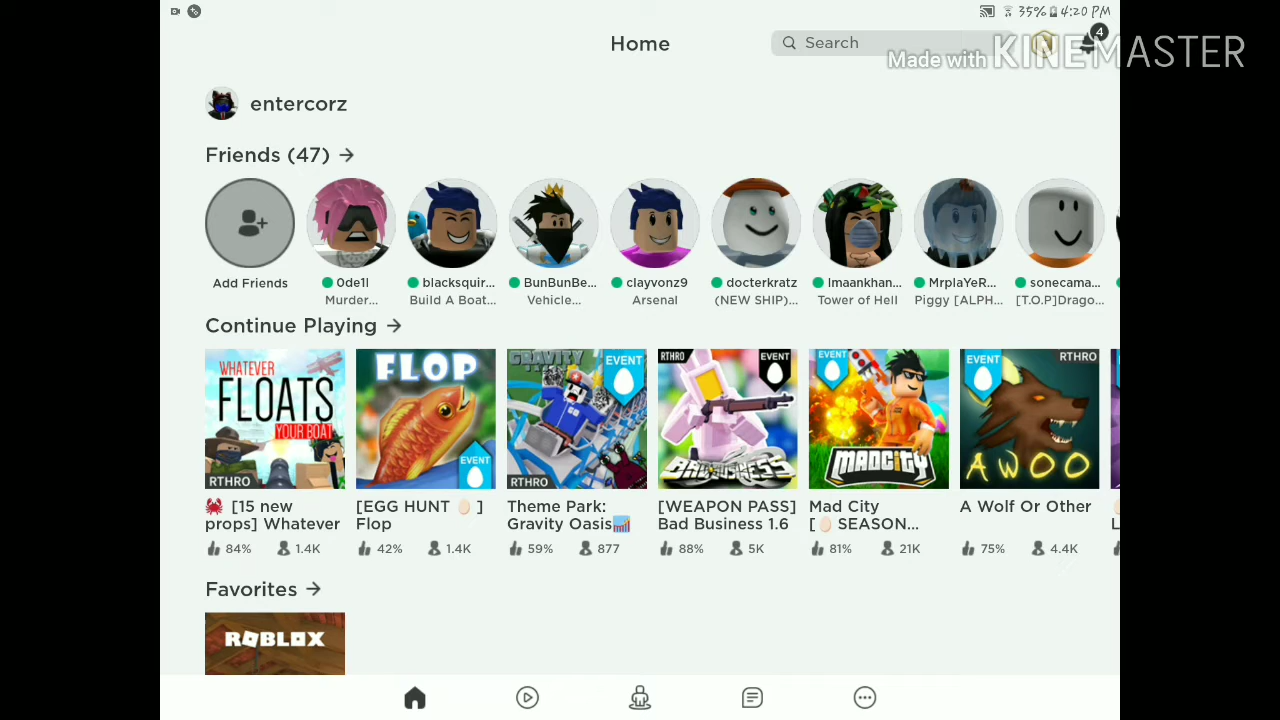 35% 4:20 PM
Home
Search
4
Made with KINEMASTER
entercorz
Friends (47)
Add Friends
0de1l
Murder...
blacksquir...
Build A Boat...
BunBunBe...
Vehicle...
clayvonz9
Arsenal
docterkratz
(NEW SHIP)...
Imaankhan...
Tower of Hell
MrplaYeR...
Piggy [ALPH...
sonecama...
[T.O.P]Drago...
Continue Playing
WHATEVER
FLOATS
YOUR BOAT
RTHRO
FLOP
EVENT
GRAVITY
EVENT
RTHRO
RTHRO
EVENT
BAD BUSINESS
EVENT
MADCITY
EVENT
RTHRO
AWOO
[15 new
props] Whatever
84% 1.4K
[EGG HUNT 🥚 ]
Flop
42% 1.4K
Theme Park:
Gravity Oasis
59% 877
[WEAPON PASS]
Bad Business 1.6
88% 5K
Mad City
[🥚 SEASON...
81% 21K
A Wolf Or Other
75% 4.4K
Favorites
ROBLOX